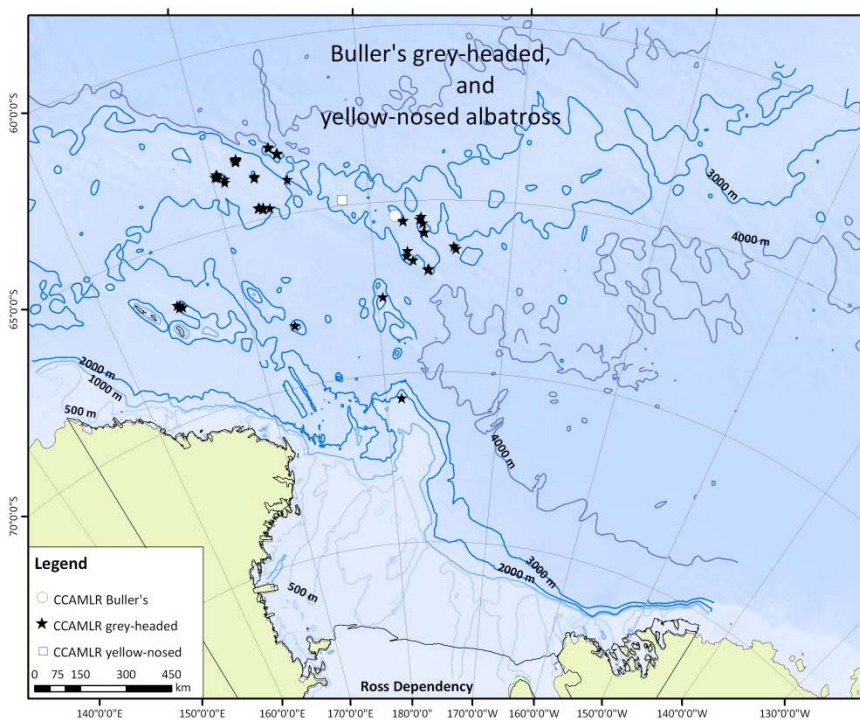 Buller's grey-headed,
and
yellow-nosed albatross
60°0'0"S
65°0'0"S
70°0'0"S
3000 m
4000 m
2000 m
1000 m
500 m
4000 m
3000 m
2000 m
500 m
Legend
CCAMLR Buller's
CCAMLR grey-headed
CCAMLR yellow-nosed
0 75 150 300 450
km
Ross Dependency
140°0'0"E 150°0'0"E 160°0'0"E 170°0'0"E 180°0'0" 170°0'0"W 160°0'0"W 150°0'0"W 140°0'0"W 130°0'0"W